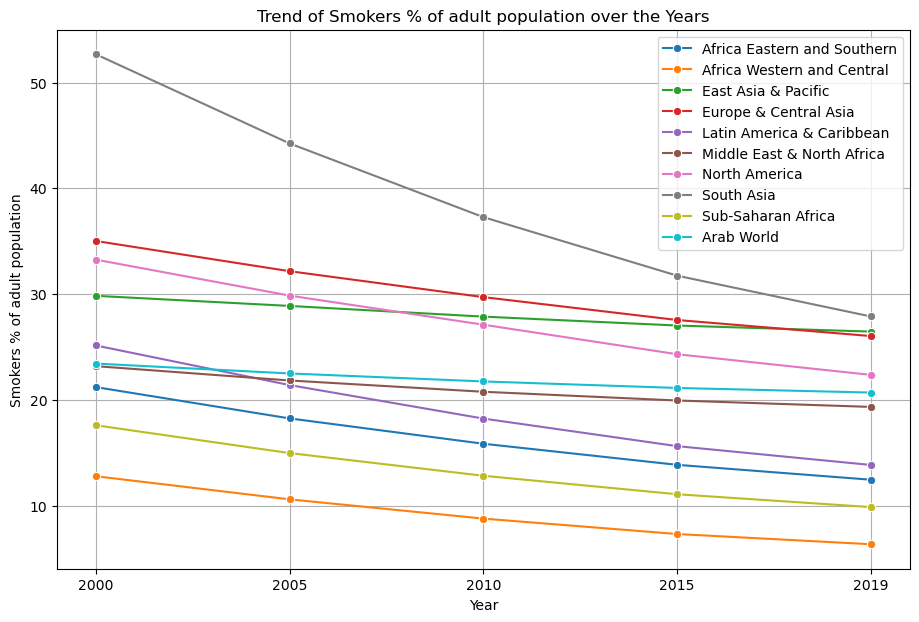 Trend of Smokers % of adult population over the Years
Smokers % of adult population
50
40
30
20
10
Africa Eastern and Southern
Africa Western and Central
East Asia & Pacific
Europe & Central Asia
Latin America & Caribbean
Middle East & North Africa
North America
South Asia
Sub-Saharan Africa
Arab World
2000
2005
2010
2015
2019
Year